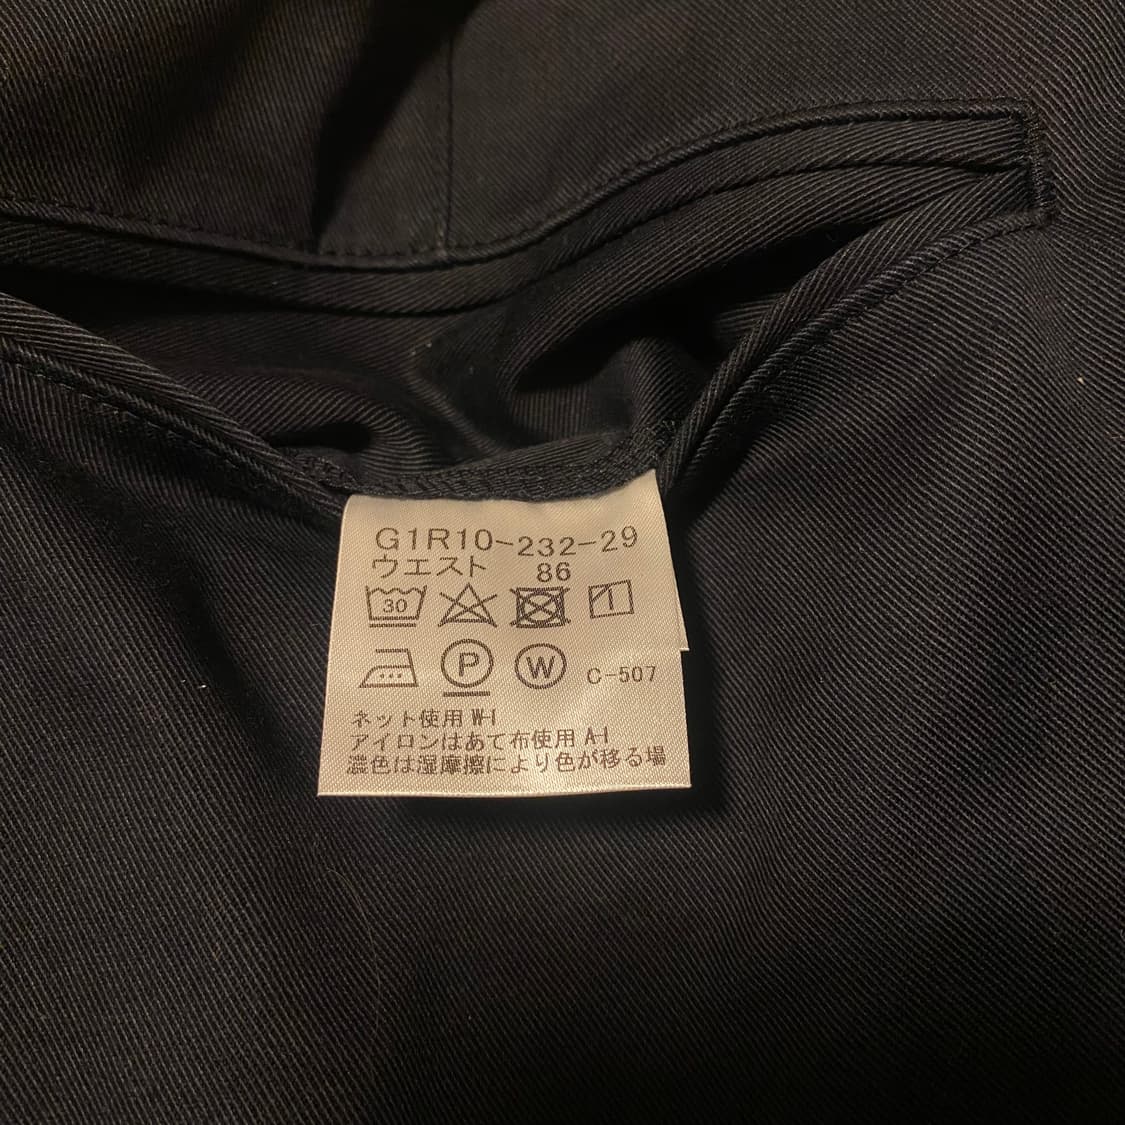 G1R10-232-29
ウエスト 86
30
P W C-507
ネット使用 W-I
アイロンはあて布使用 A-I
濃色は湿摩擦により色が移る場